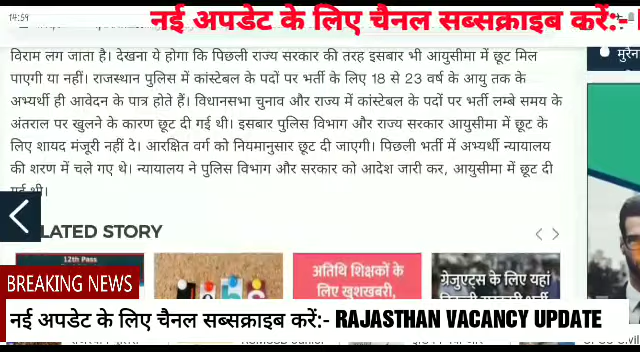 14:59
नई अपडेट के लिए चैनल सब्सक्राइब करें:-
विराम लग जाता है। देखना ये होगा कि पिछली राज्य सरकार की तरह इसबार भी आयुसीमा में छूट मिल
पाएगी या नहीं। राजस्थान पुलिस में कांस्टेबल के पदों पर भर्ती के लिए 18 से 23 वर्ष के आयु तक के
अभ्यर्थी ही आवेदन के पात्र होते हैं। विधानसभा चुनाव और राज्य में कांस्टेबल के पदों पर भर्ती लम्बे समय के
अंतराल पर खुलने के कारण छूट दी गई थी। इसबार पुलिस विभाग और राज्य सरकार आयुसीमा में छूट के
लिए शायद मंजूरी नहीं दे। आरक्षित वर्ग को नियमानुसार छूट दी जाएगी। पिछली भर्ती में अभ्यर्थी न्यायालय
की शरण में चले गए थे। न्यायालय ने पुलिस विभाग और सरकार को आदेश जारी कर, आयुसीमा में छूट दी
गई थी।
LATED STORY
12th Pass
अतिथि शिक्षकों के
लिए खुशखबरी,
ग्रेजुएट्स के लिए यहां
BREAKING NEWS
नई अपडेट के लिए चैनल सब्सक्राइब करें:- RAJASTHAN VACANCY UPDATE